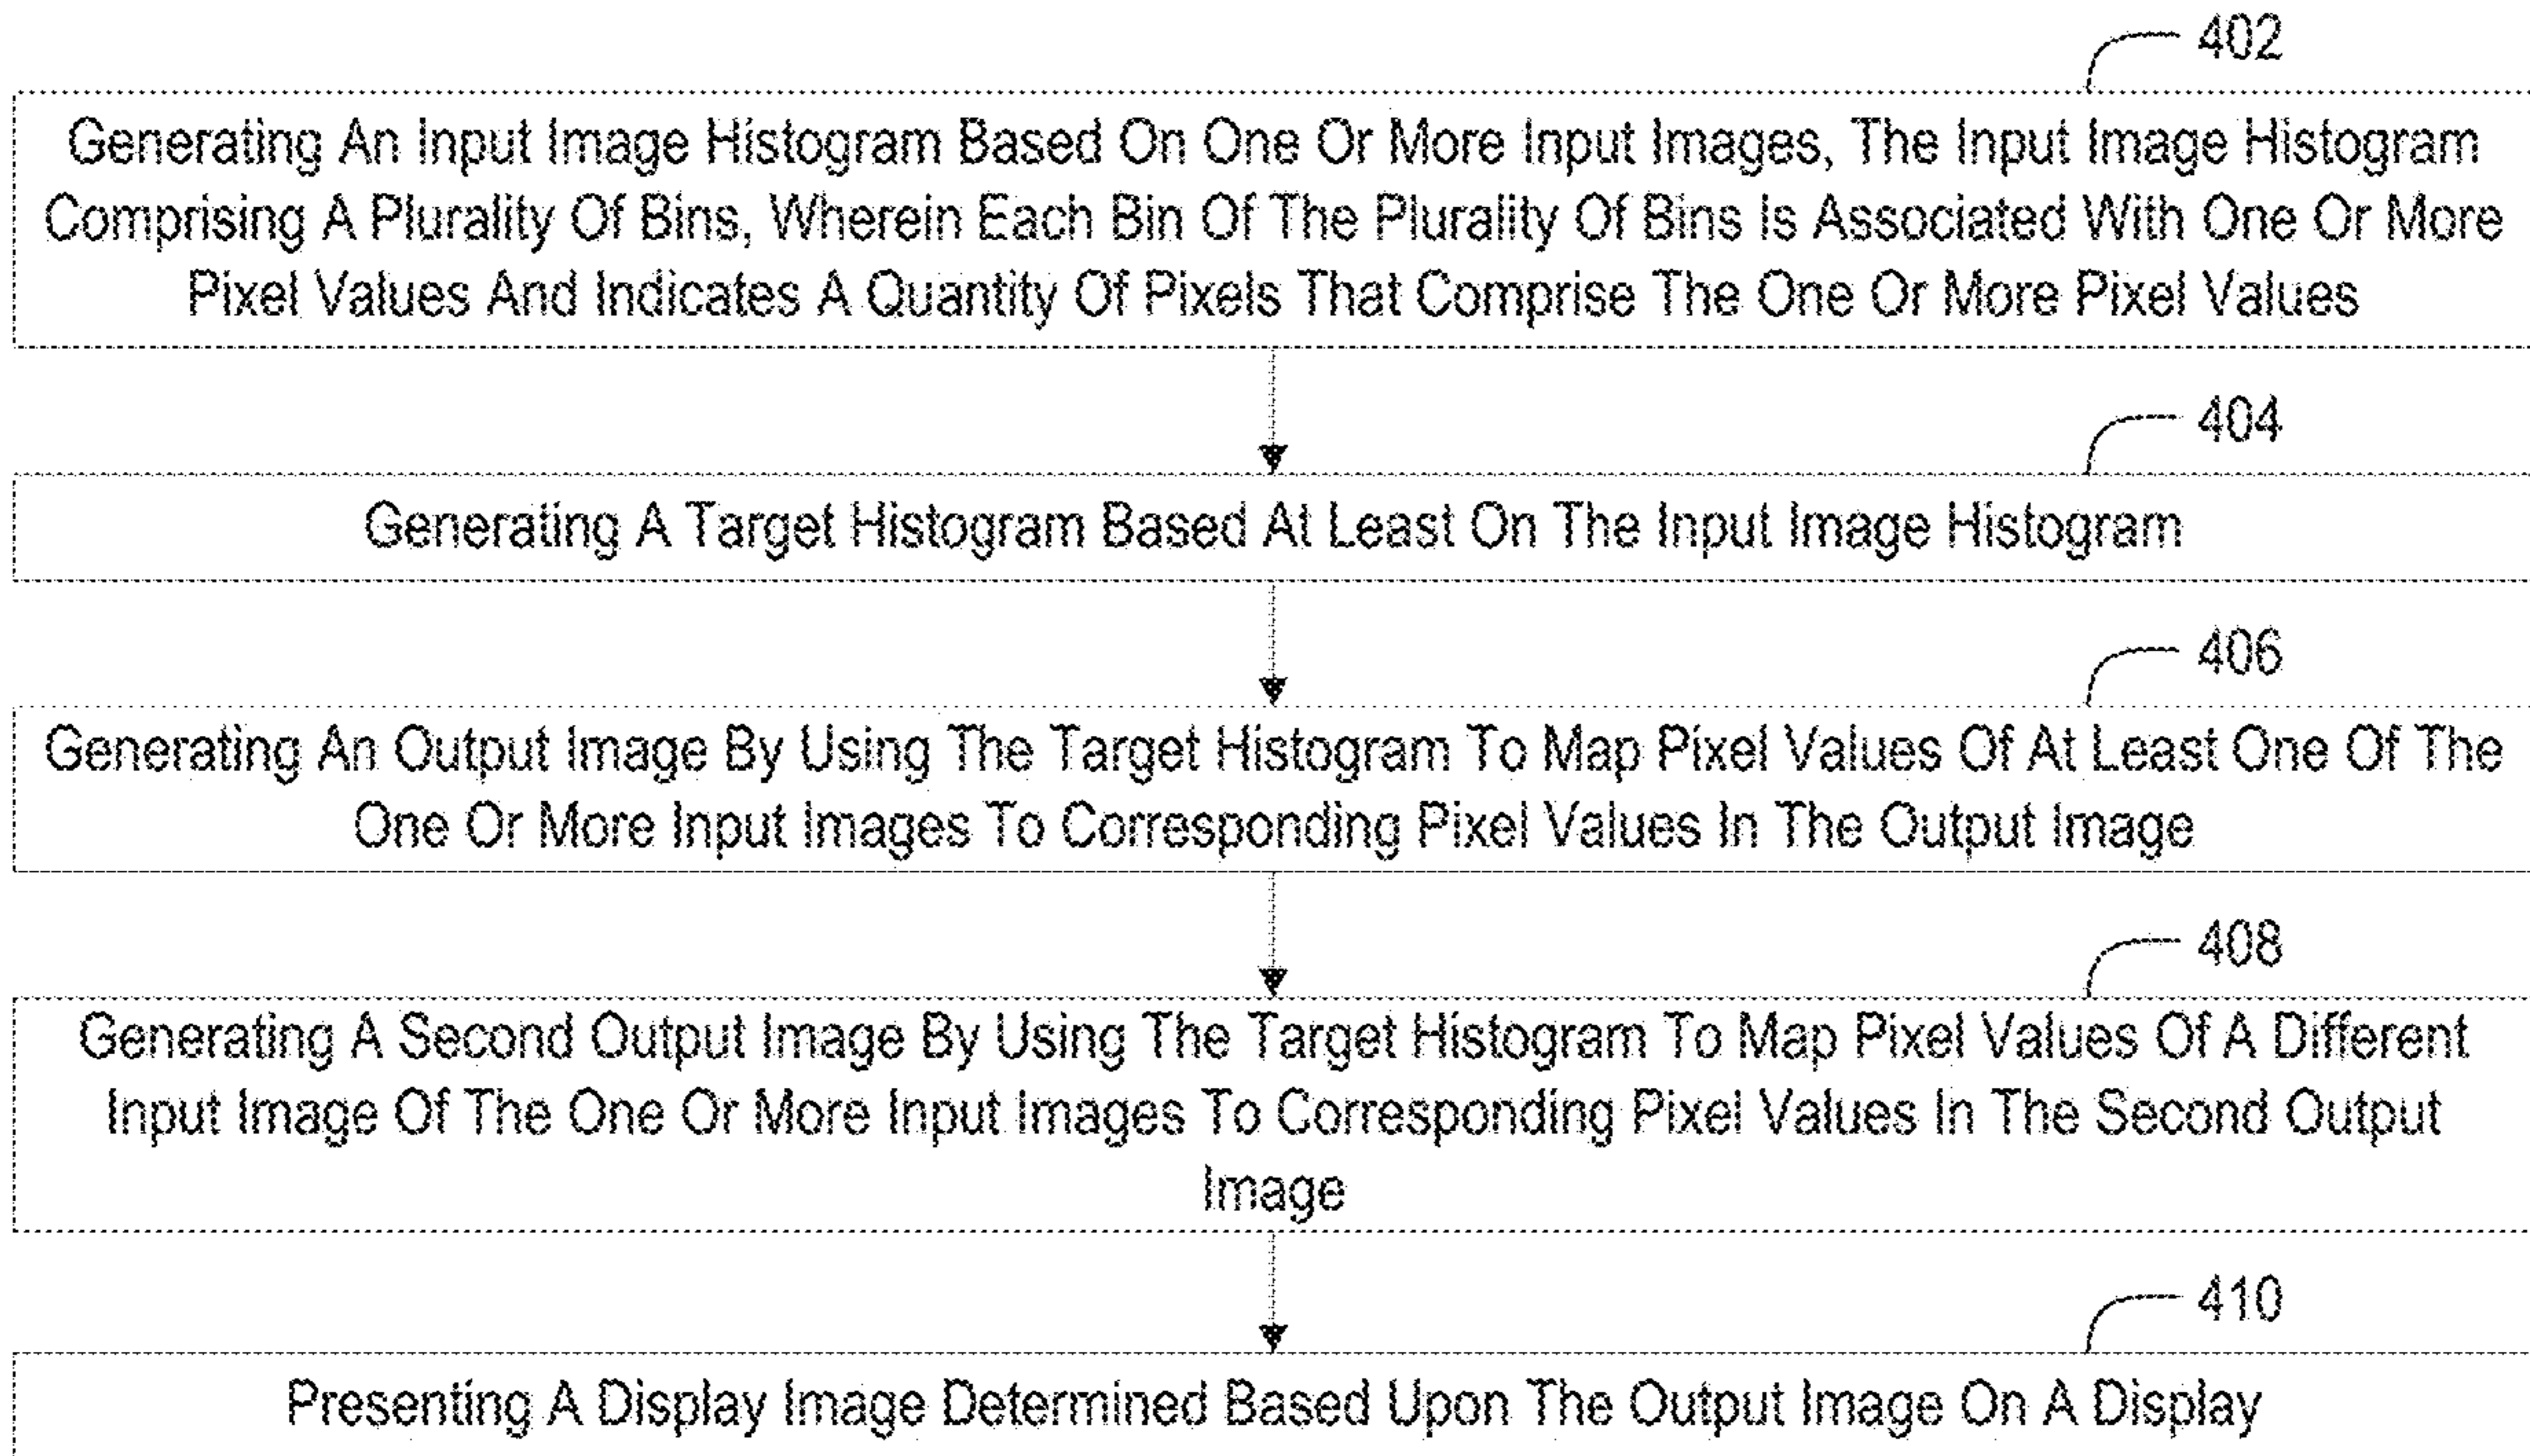 402
Generating An Input Image Histogram Based On One Or More Input Images, The Input Image Histogram
Comprising A Plurality Of Bins, Wherein Each Bin Of The Plurality Of Bins Is Associated With One Or More
Pixel Values And Indicates A Quantity Of Pixels That Comprise The One Or More Pixel Values
404
Generating A Target Histogram Based At Least On The Input Image Histogram
406
Generating An Output Image By Using The Target Histogram To Map Pixel Values Of At Least One Of The
One Or More Input Images To Corresponding Pixel Values In The Output Image
408
Generating A Second Output Image By Using The Target Histogram To Map Pixel Values Of A Different
Input Image Of The One Or More Input Images To Corresponding Pixel Values In The Second Output
Image
410
Presenting A Display Image Determined Based Upon The Output Image On A Display